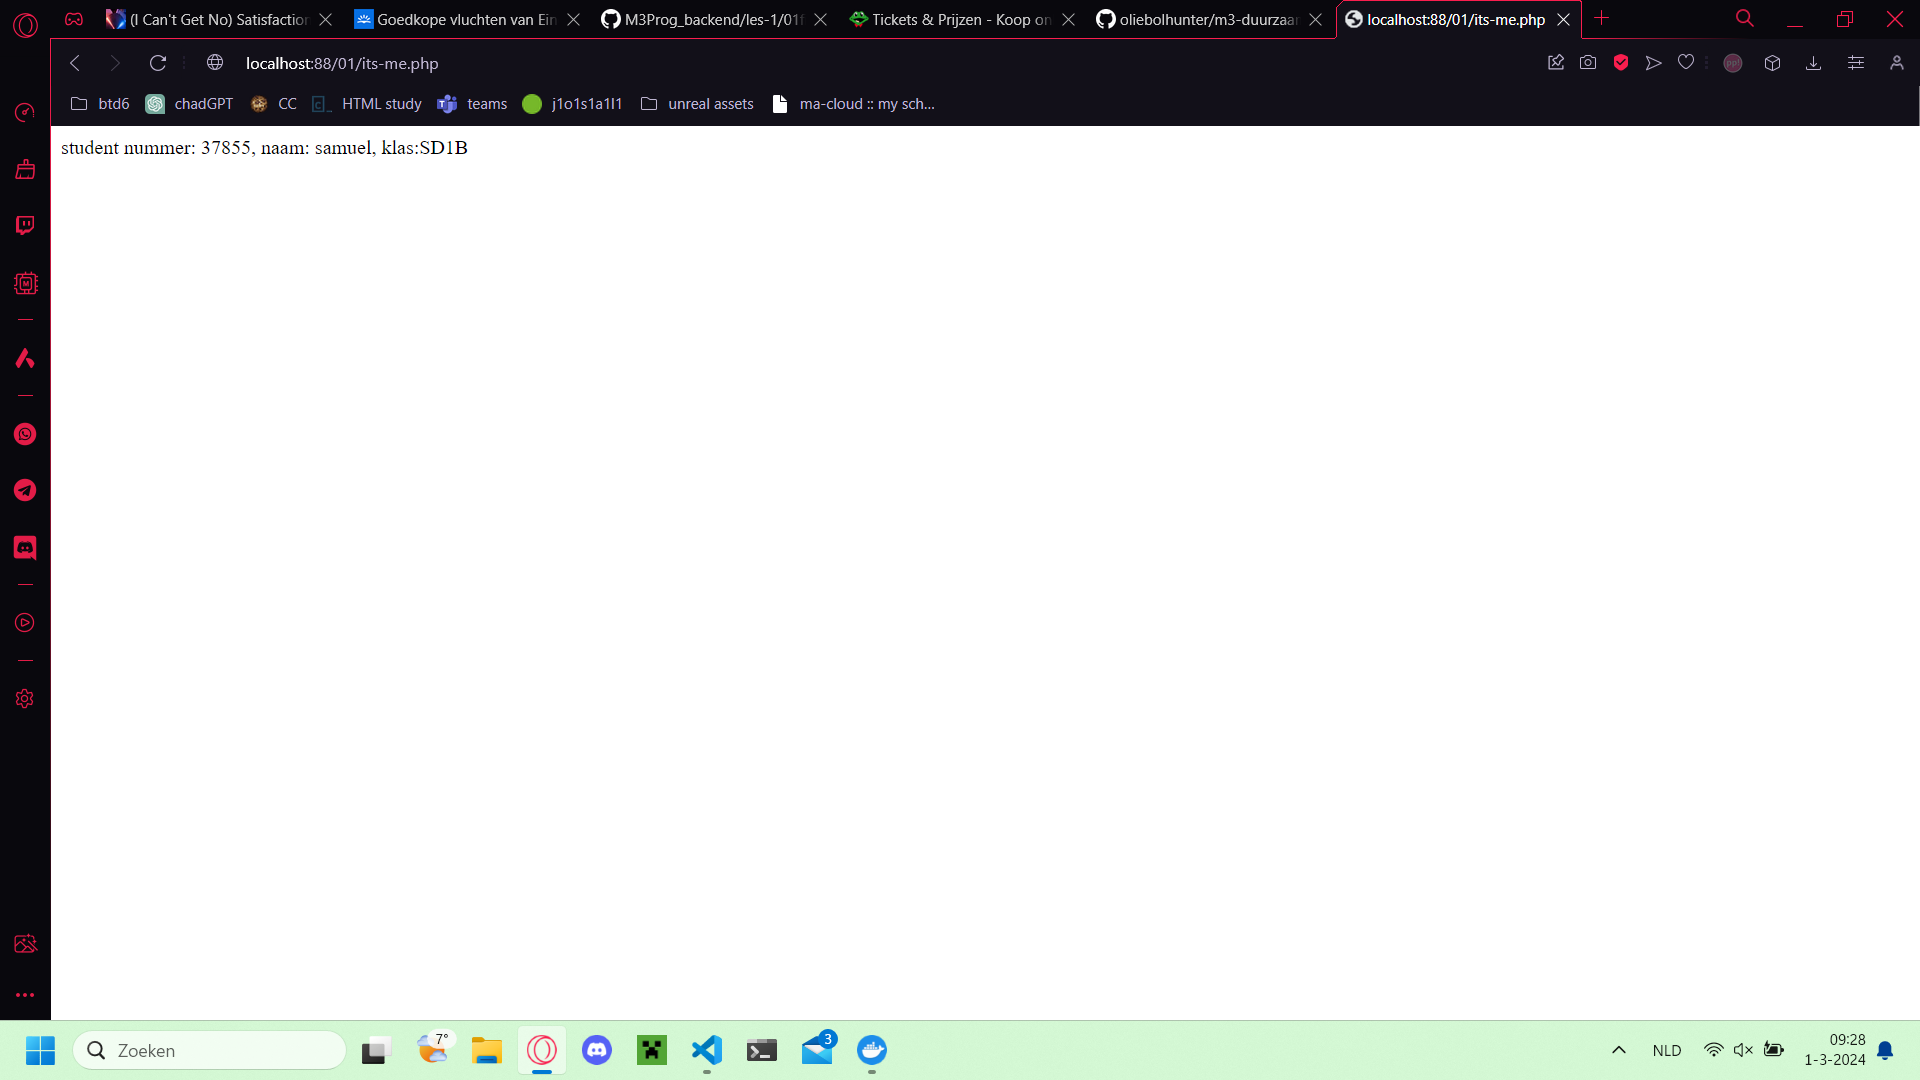 (I Can't Get No) Satisfaction
Goedkope vluchten van Ein
M3Prog_backend/les-1/01f
Tickets & Prijzen - Koop on
oliebolhunter/m3-duurzaar
localhost:88/01/its-me.php
localhost:88/01/its-me.php
btd6
chadGPT
CC
HTML study
teams
j1o1s1a1l1
unreal assets
ma-cloud :: my sch...
student nummer: 37855, naam: samuel, klas:SD1B
Zoeken
7°
3
NLD
09:28
1-3-2024